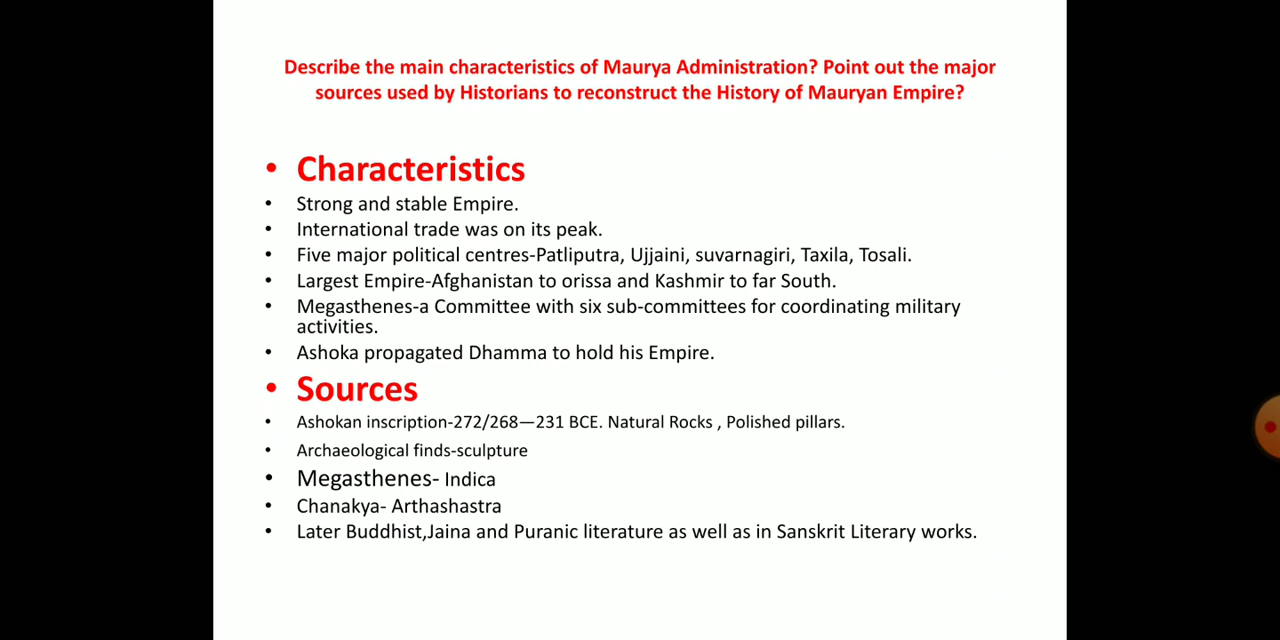 Describe the main characteristics of Maurya Administration? Point out the major
sources used by Historians to reconstruct the History of Mauryan Empire?
• Characteristics
• Strong and stable Empire.
• International trade was on its peak.
• Five major political centres-Patliputra, Ujjaini, suvarnagiri, Taxila, Tosali.
• Largest Empire-Afghanistan to orissa and Kashmir to far South.
• Megasthenes-a Committee with six sub-committees for coordinating military
activities.
• Ashoka propagated Dhamma to hold his Empire.
• Sources
• Ashokan inscription-272/268—231 BCE. Natural Rocks , Polished pillars.
• Archaeological finds-sculpture
• Megasthenes- Indica
• Chanakya- Arthashastra
• Later Buddhist,Jaina and Puranic literature as well as in Sanskrit Literary works.